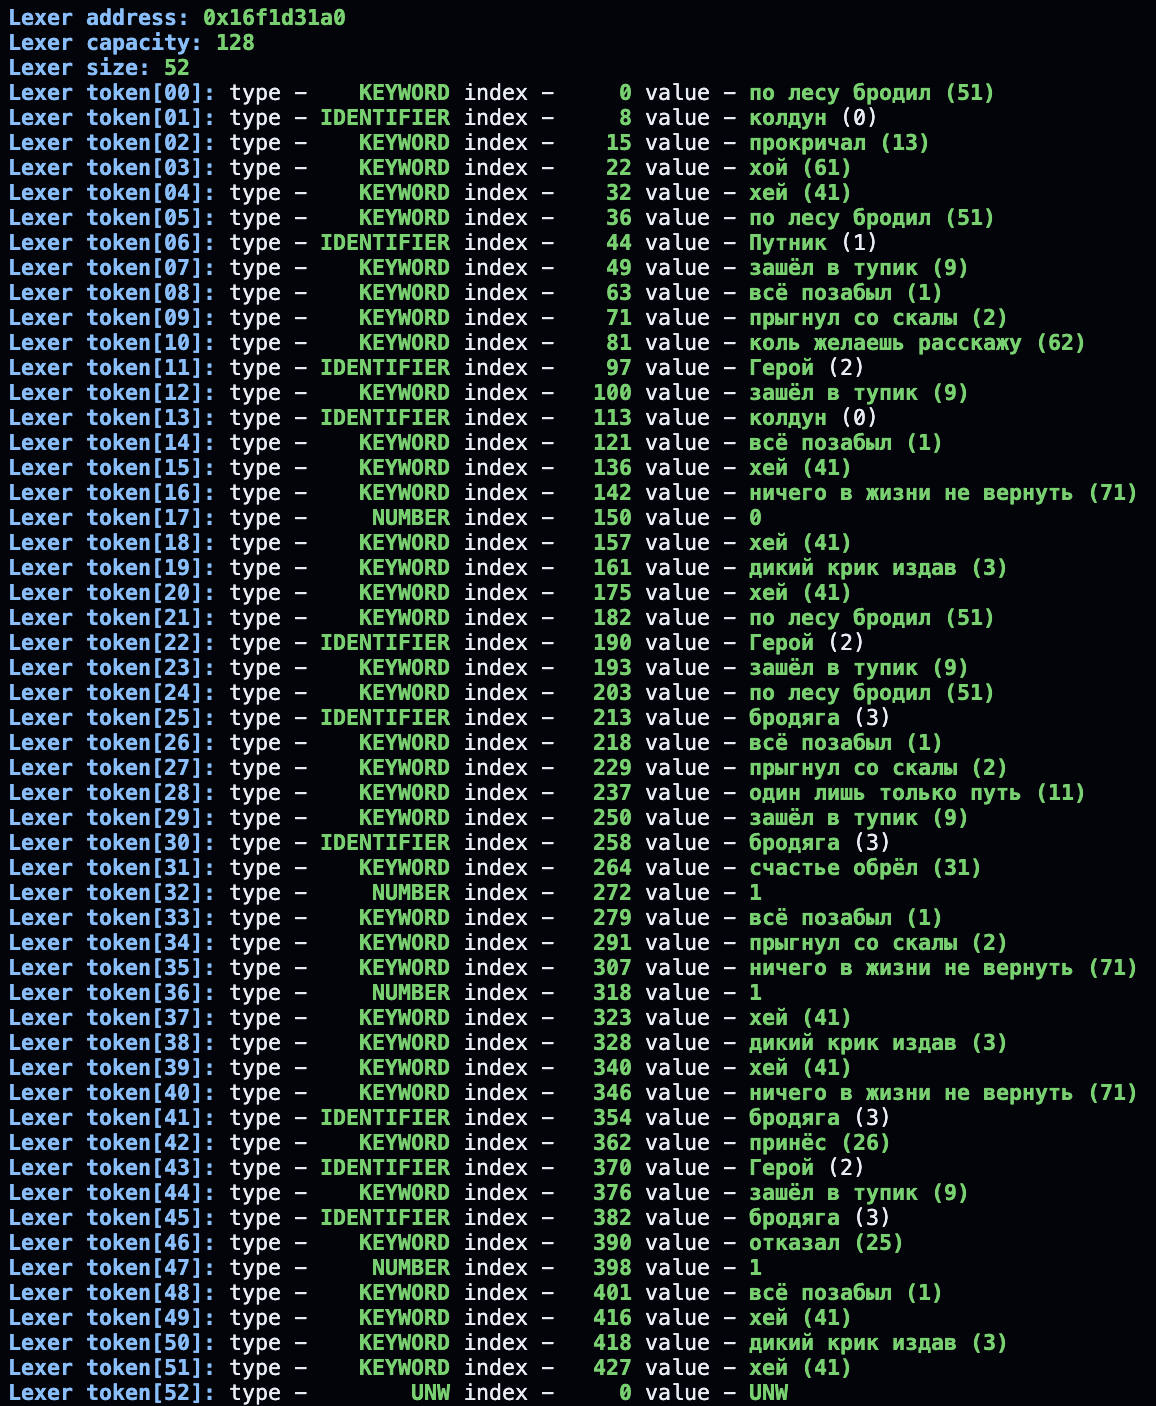 Lexer address: 0x16f1d31a0
Lexer capacity: 128
Lexer size: 52
Lexer token[00]: type – KEYWORD index – 0 value – по лесу бродил (51)
Lexer token[01]: type – IDENTIFIER index – 8 value – колдун (0)
Lexer token[02]: type – KEYWORD index – 15 value – прокричал (13)
Lexer token[03]: type – KEYWORD index – 22 value – хой (61)
Lexer token[04]: type – KEYWORD index – 32 value – хей (41)
Lexer token[05]: type – KEYWORD index – 36 value – по лесу бродил (51)
Lexer token[06]: type – IDENTIFIER index – 44 value – Путник (1)
Lexer token[07]: type – KEYWORD index – 49 value – зашёл в тупик (9)
Lexer token[08]: type – KEYWORD index – 63 value – всё позабыл (1)
Lexer token[09]: type – KEYWORD index – 71 value – прыгнул со скалы (2)
Lexer token[10]: type – KEYWORD index – 81 value – коль желаешь расскажу (62)
Lexer token[11]: type – IDENTIFIER index – 97 value – Герой (2)
Lexer token[12]: type – KEYWORD index – 100 value – зашёл в тупик (9)
Lexer token[13]: type – IDENTIFIER index – 113 value – колдун (0)
Lexer token[14]: type – KEYWORD index – 121 value – всё позабыл (1)
Lexer token[15]: type – KEYWORD index – 136 value – хей (41)
Lexer token[16]: type – KEYWORD index – 142 value – ничего в жизни не вернуть (71)
Lexer token[17]: type – NUMBER index – 150 value – 0
Lexer token[18]: type – KEYWORD index – 157 value – хей (41)
Lexer token[19]: type – KEYWORD index – 161 value – дикий крик издав (3)
Lexer token[20]: type – KEYWORD index – 175 value – хей (41)
Lexer token[21]: type – KEYWORD index – 182 value – по лесу бродил (51)
Lexer token[22]: type – IDENTIFIER index – 190 value – Герой (2)
Lexer token[23]: type – KEYWORD index – 193 value – зашёл в тупик (9)
Lexer token[24]: type – KEYWORD index – 203 value – по лесу бродил (51)
Lexer token[25]: type – IDENTIFIER index – 213 value – бродяга (3)
Lexer token[26]: type – KEYWORD index – 218 value – всё позабыл (1)
Lexer token[27]: type – KEYWORD index – 229 value – прыгнул со скалы (2)
Lexer token[28]: type – KEYWORD index – 237 value – один лишь только путь (11)
Lexer token[29]: type – KEYWORD index – 250 value – зашёл в тупик (9)
Lexer token[30]: type – IDENTIFIER index – 258 value – бродяга (3)
Lexer token[31]: type – KEYWORD index – 264 value – счастье обрёл (31)
Lexer token[32]: type – NUMBER index – 272 value – 1
Lexer token[33]: type – KEYWORD index – 279 value – всё позабыл (1)
Lexer token[34]: type – KEYWORD index – 291 value – прыгнул со скалы (2)
Lexer token[35]: type – KEYWORD index – 307 value – ничего в жизни не вернуть (71)
Lexer token[36]: type – NUMBER index – 318 value – 1
Lexer token[37]: type – KEYWORD index – 323 value – хей (41)
Lexer token[38]: type – KEYWORD index – 328 value – дикий крик издав (3)
Lexer token[39]: type – KEYWORD index – 340 value – хей (41)
Lexer token[40]: type – KEYWORD index – 346 value – ничего в жизни не вернуть (71)
Lexer token[41]: type – IDENTIFIER index – 354 value – бродяга (3)
Lexer token[42]: type – KEYWORD index – 362 value – принёс (26)
Lexer token[43]: type – IDENTIFIER index – 370 value – Герой (2)
Lexer token[44]: type – KEYWORD index – 376 value – зашёл в тупик (9)
Lexer token[45]: type – IDENTIFIER index – 382 value – бродяга (3)
Lexer token[46]: type – KEYWORD index – 390 value – отказал (25)
Lexer token[47]: type – NUMBER index – 398 value – 1
Lexer token[48]: type – KEYWORD index – 401 value – всё позабыл (1)
Lexer token[49]: type – KEYWORD index – 416 value – хей (41)
Lexer token[50]: type – KEYWORD index – 418 value – дикий крик издав (3)
Lexer token[51]: type – KEYWORD index – 427 value – хей (41)
Lexer token[52]: type – UNW index – 0 value – UNW